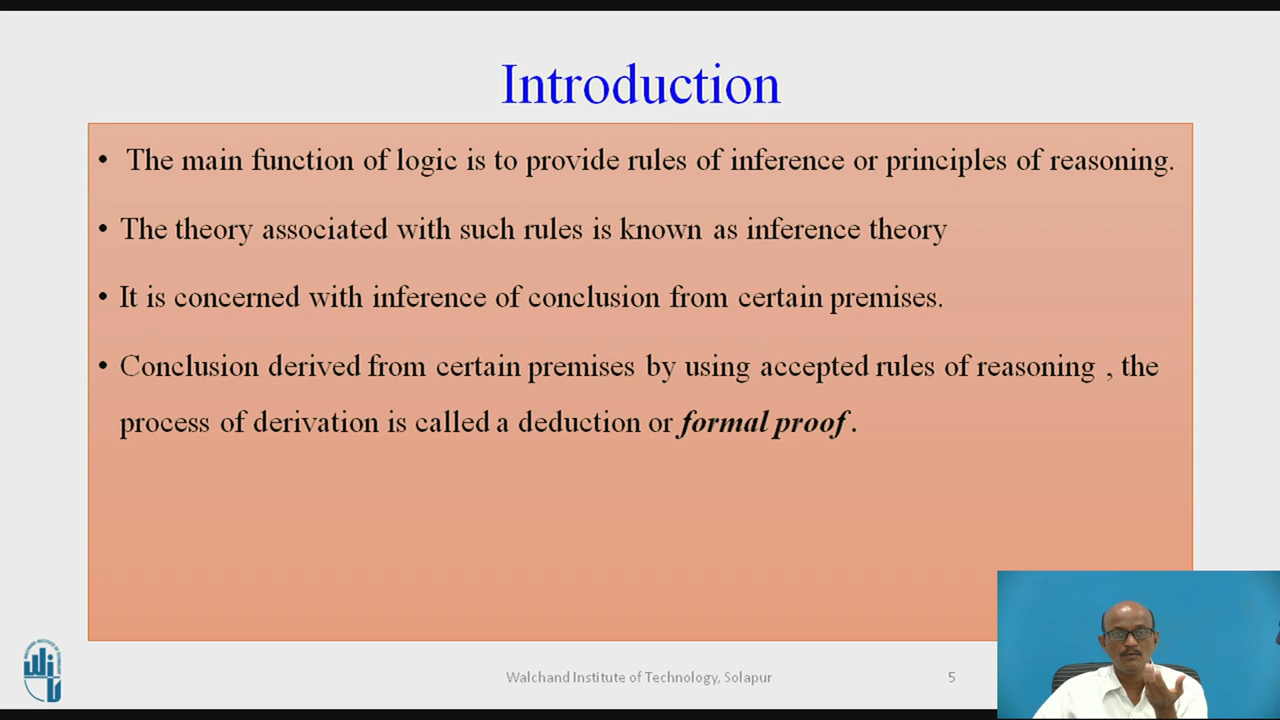 Introduction
• The main function of logic is to provide rules of inference or principles of reasoning.
• The theory associated with such rules is known as inference theory
• It is concerned with inference of conclusion from certain premises.
• Conclusion derived from certain premises by using accepted rules of reasoning , the
process of derivation is called a deduction or formal proof .
Walchand Institute of Technology, Solapur
5